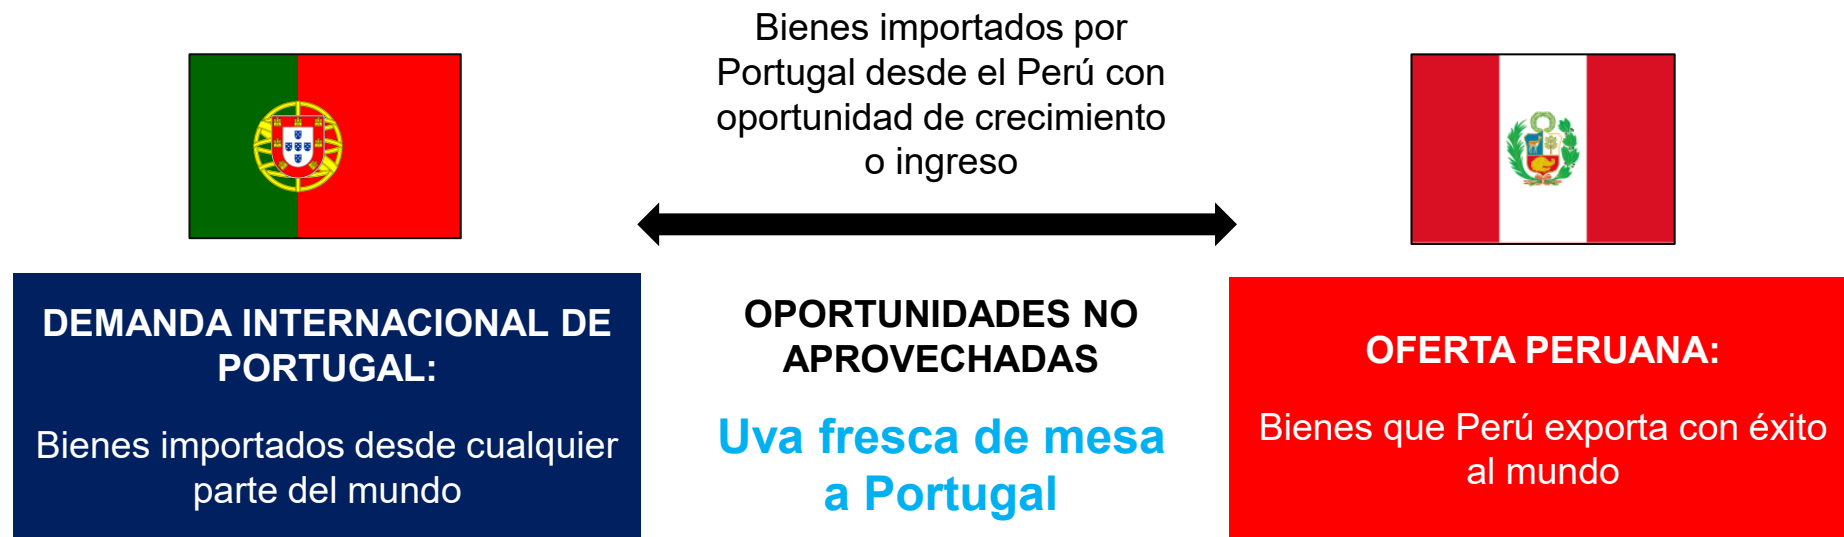 Bienes importados por
Portugal desde el Perú con
oportunidad de crecimiento
o ingreso
DEMANDA INTERNACIONAL DE
PORTUGAL:
Bienes importados desde cualquier
parte del mundo
OPORTUNIDADES NO
APROVECHADAS
Uva fresca de mesa
a Portugal
OFERTA PERUANA:
Bienes que Perú exporta con éxito
al mundo